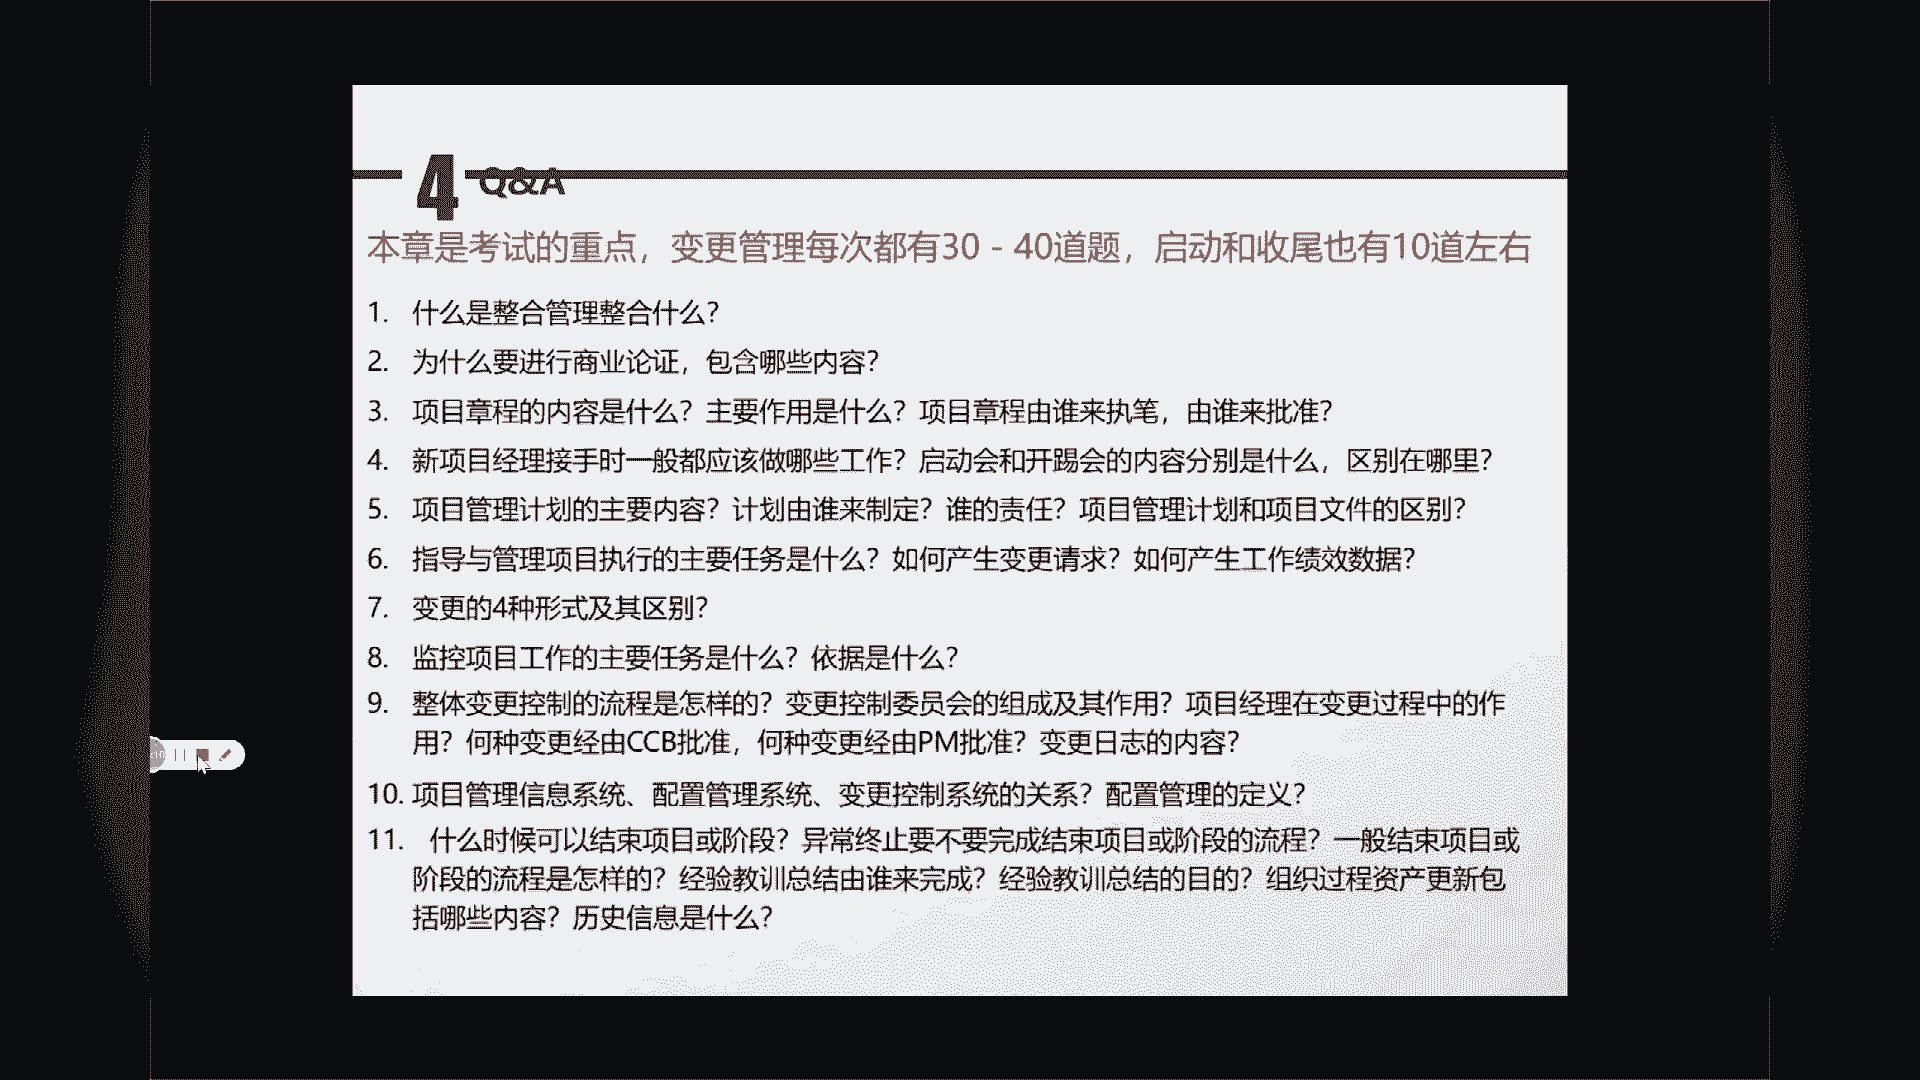 4
Q&A
本章是考试的重点，变更管理每次都有30 - 40道题，启动和收尾也有10道左右
1. 什么是整合管理整合什么？
2. 为什么要进行商业论证，包含哪些内容？
3. 项目章程的内容是什么？主要作用是什么？项目章程由谁来执笔，由谁来批准？
4. 新项目经理接手时一般都应该做哪些工作？启动会和开踢会的内容分别是什么，区别在哪里？
5. 项目管理计划的主要内容？计划由谁来制定？谁的责任？项目管理计划和项目文件的区别？
6. 指导与管理项目执行的主要任务是什么？如何产生变更请求？如何产生工作绩效数据？
7. 变更的4种形式及其区别？
8. 监控项目工作的主要任务是什么？依据是什么？
9. 整体变更控制的流程是怎样的？变更控制委员会的组成及其作用？项目经理在变更过程中的作
用？何种变更经由CCB批准，何种变更经由PM批准？变更日志的内容？
10. 项目管理信息系统、配置管理系统、变更控制系统的关系？配置管理的定义？
11. 什么时候可以结束项目或阶段？异常终止要不要完成结束项目或阶段的流程？一般结束项目或
阶段的流程是怎样的？经验教训总结由谁来完成？经验教训总结的目的？组织过程资产更新包
括哪些内容？历史信息是什么？